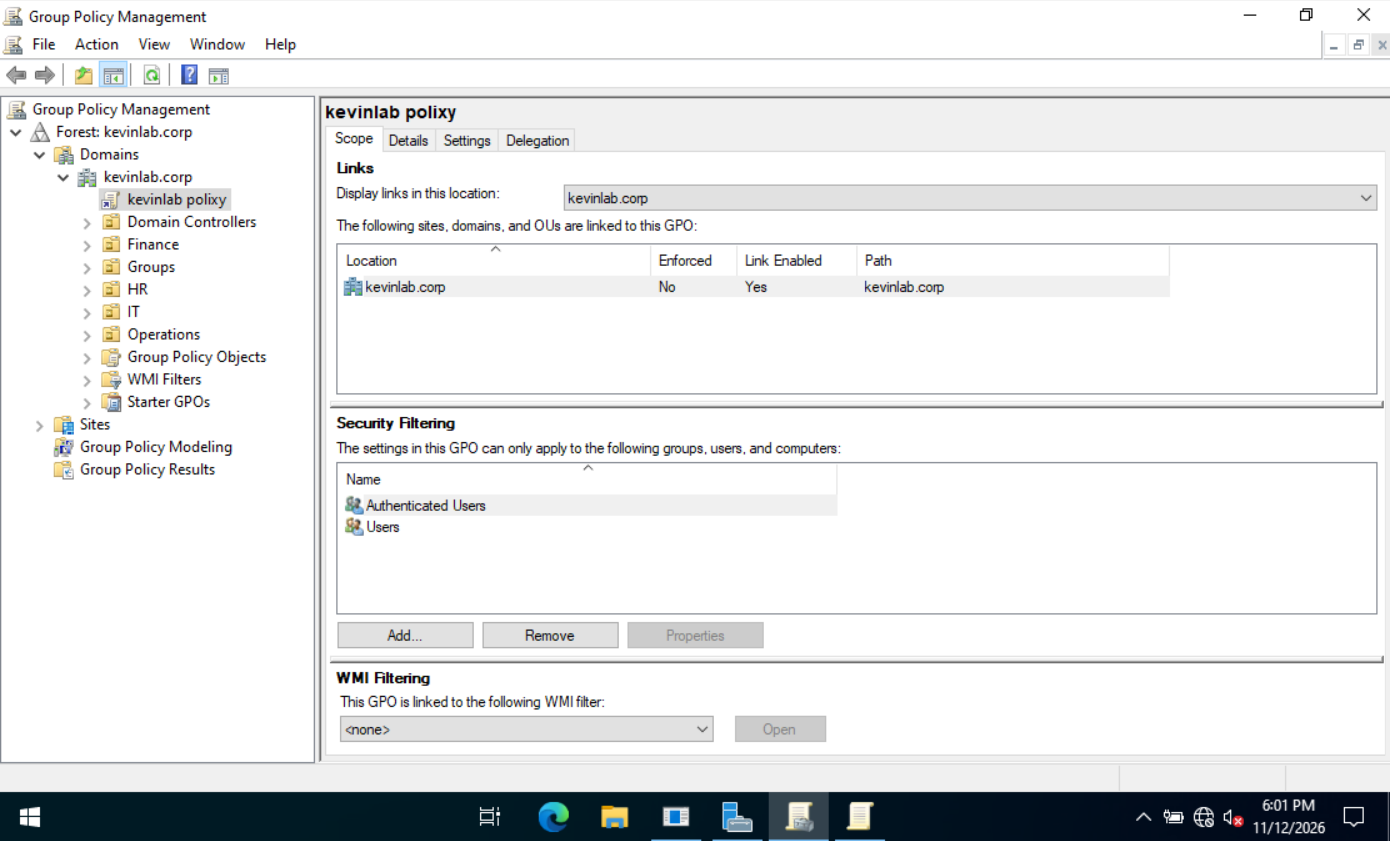 Group Policy Management
File Action View Window Help
Group Policy Management
Forest: kevinlab.corp
Domains
kevinlab.corp
kevinlab polixy
Domain Controllers
Finance
Groups
HR
IT
Operations
Group Policy Objects
WMI Filters
Starter GPOs
Sites
Group Policy Modeling
Group Policy Results
kevinlab polixy
Scope Details Settings Delegation
Links
Display links in this location: kevinlab.corp
The following sites, domains, and OUs are linked to this GPO:
Location Enforced Link Enabled Path
kevinlab.corp No Yes kevinlab.corp
Security Filtering
The settings in this GPO can only apply to the following groups, users, and computers:
Name
Authenticated Users
Users
Add... Remove Properties
WMI Filtering
This GPO is linked to the following WMI filter:
<none> Open
6:01 PM
11/12/2026